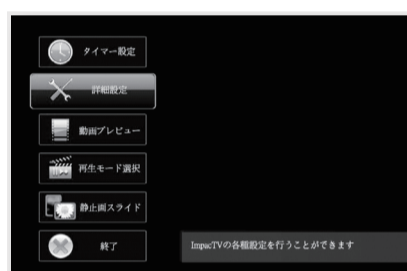 タイマー設定
詳細設定
動画プレビュー
再生モード選択
静止画スライド
終了
ImpacTVの各種設定を行うことができます